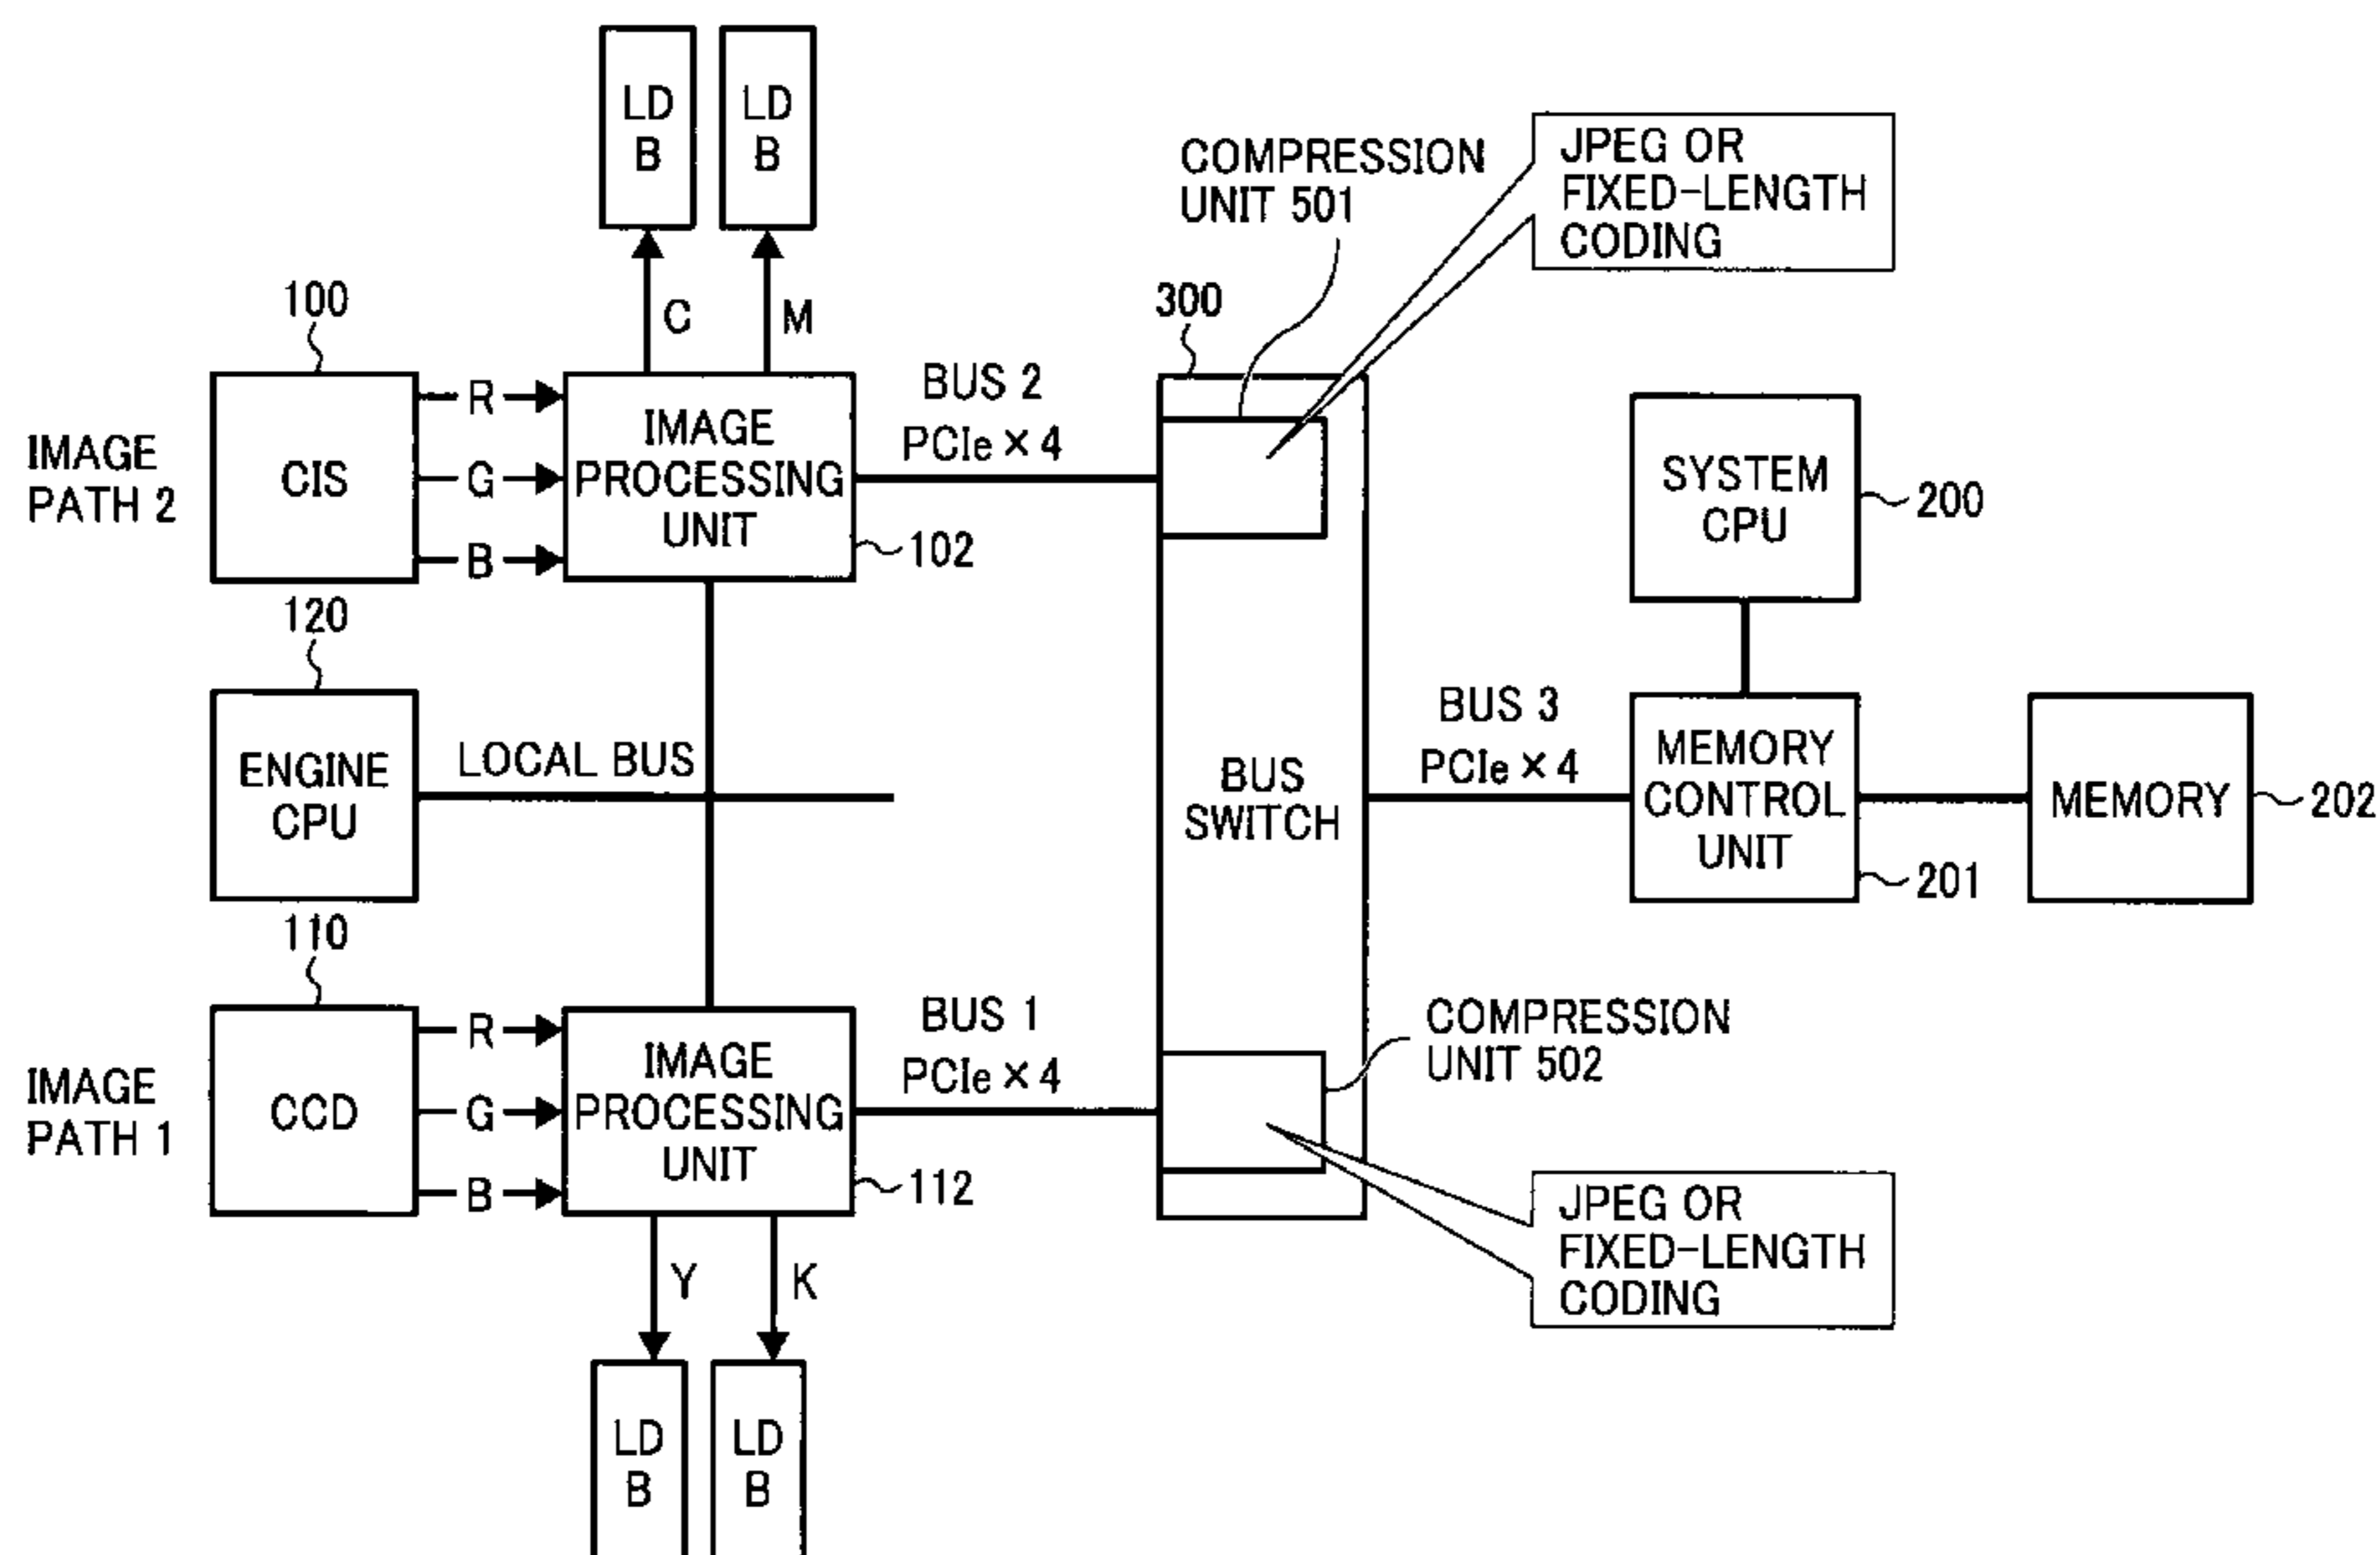 LD
B
LD
B
C
M
COMPRESSION
UNIT 501
JPEG OR
FIXED-LENGTH
CODING
100
300
IMAGE
PATH 2
CIS
R
G
B
IMAGE
PROCESSING
UNIT
102
BUS 2
PCIe × 4
SYSTEM
CPU
200
120
ENGINE
CPU
LOCAL BUS
BUS
SWITCH
BUS 3
PCIe × 4
MEMORY
CONTROL
UNIT
201
MEMORY
202
110
IMAGE
PATH 1
CCD
R
G
B
IMAGE
PROCESSING
UNIT
112
BUS 1
PCIe × 4
COMPRESSION
UNIT 502
JPEG OR
FIXED-LENGTH
CODING
Y
K
LD
B
LD
B